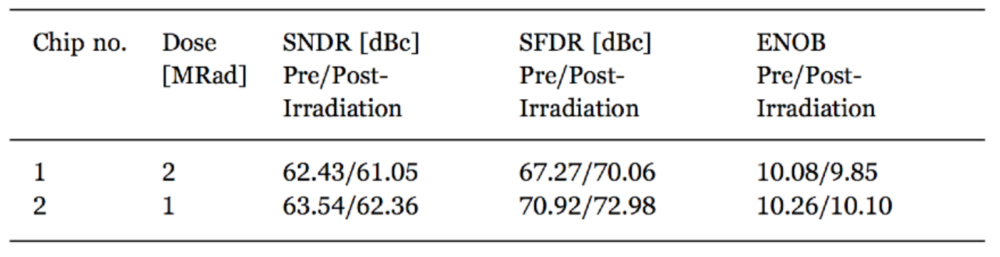 Chip no. Dose SNDR [dBc] SFDR [dBc] ENOB
[MRad] Pre/Post- Pre/Post- Pre/Post-
Irradiation Irradiation Irradiation
1 2 62.43/61.05 67.27/70.06 10.08/9.85
2 1 63.54/62.36 70.92/72.98 10.26/10.10